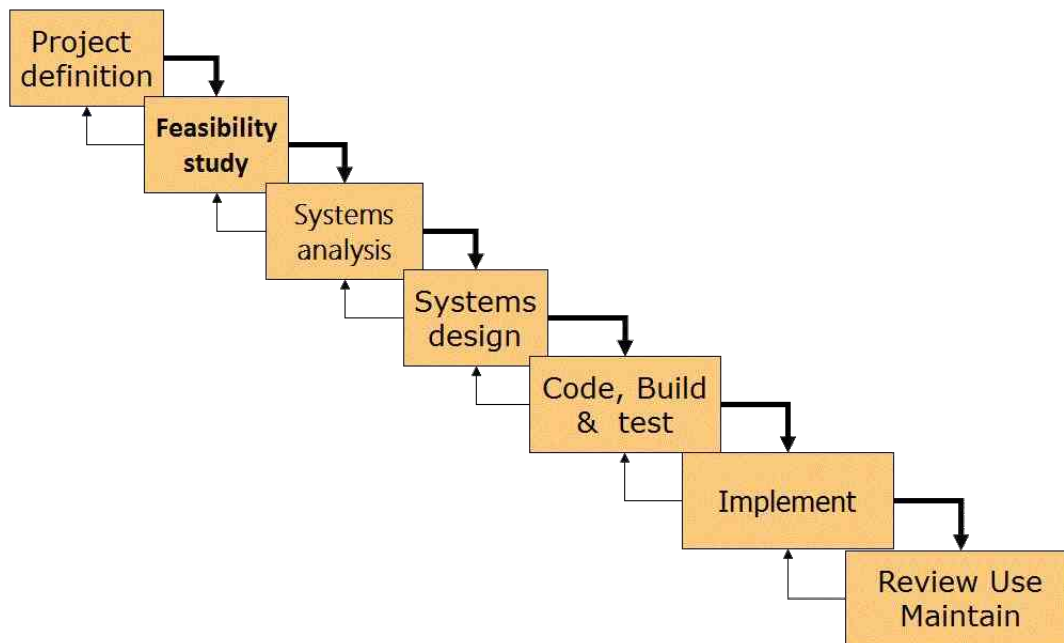 Project
definition
Feasibility
study
Systems
analysis
Systems
design
Code, Build
& test
Implement
Review Use
Maintain